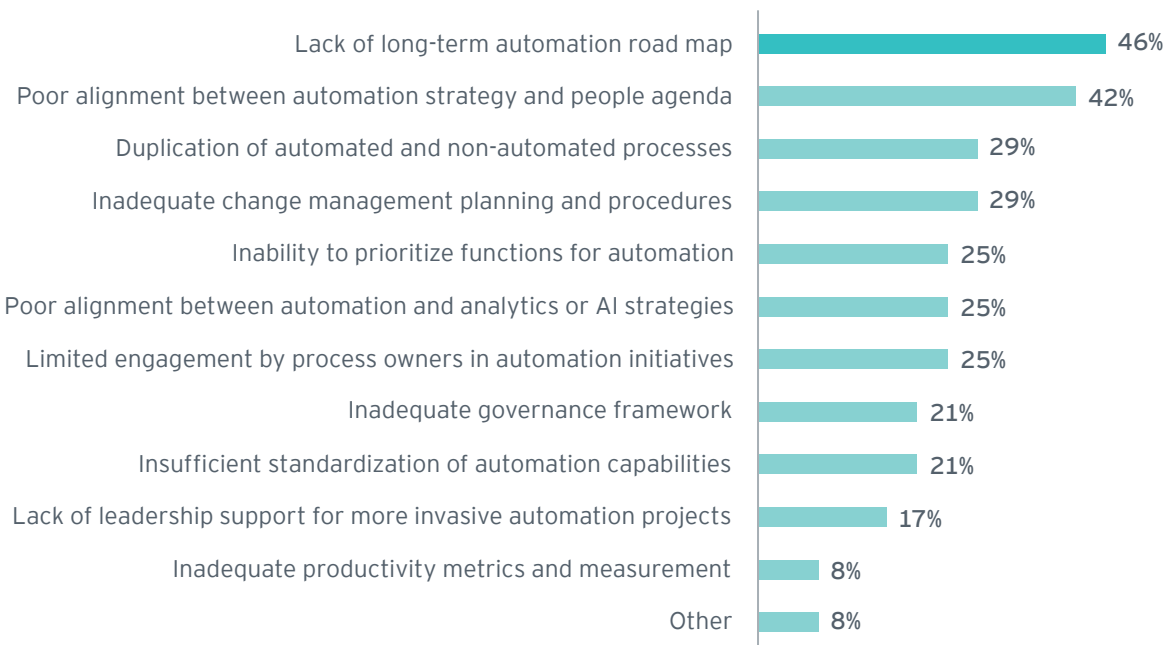 Lack of long-term automation road map 46%
Poor alignment between automation strategy and people agenda 42%
Duplication of automated and non-automated processes 29%
Inadequate change management planning and procedures 29%
Inability to prioritize functions for automation 25%
Poor alignment between automation and analytics or AI strategies 25%
Limited engagement by process owners in automation initiatives 25%
Inadequate governance framework 21%
Insufficient standardization of automation capabilities 21%
Lack of leadership support for more invasive automation projects 17%
Inadequate productivity metrics and measurement 8%
Other 8%